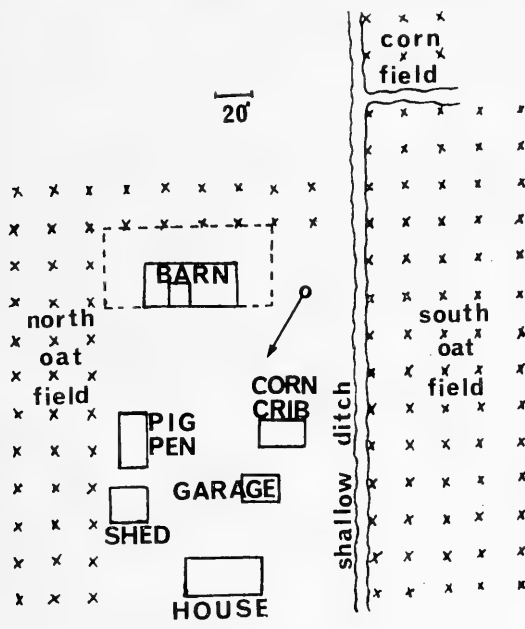 corn
field
20'
BARN
north
oat
field
south
oat
field
CORN
CRIB
PIG
PEN
GARAGE
SHED
HOUSE
shallow ditch